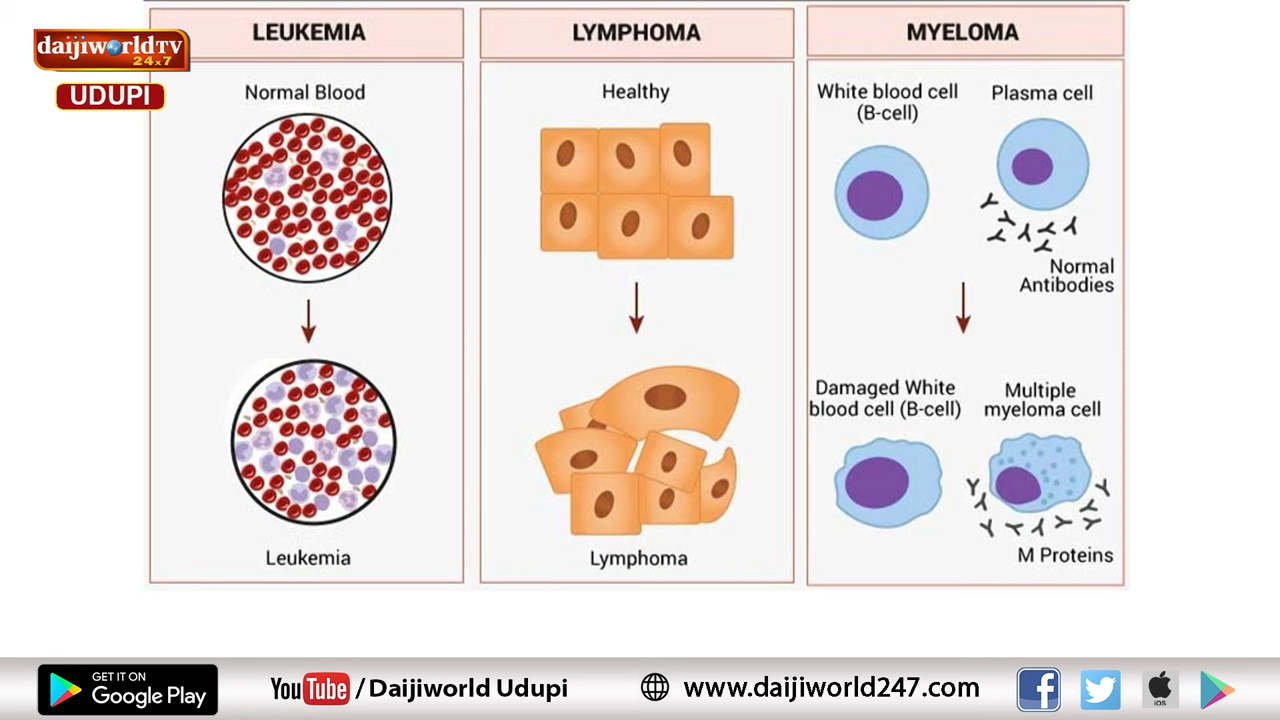 daijiworldTV
24x7
UDUPI
LEUKEMIA
Normal Blood
Leukemia
LYMPHOMA
Healthy
Lymphoma
MYELOMA
White blood cell
(B-cell)
Plasma cell
Normal
Antibodies
Damaged White
blood cell (B-cell)
Multiple
myeloma cell
M Proteins
GET IT ON
Google Play
YouTube / Daijiworld Udupi
www.daijiworld247.com
iOS